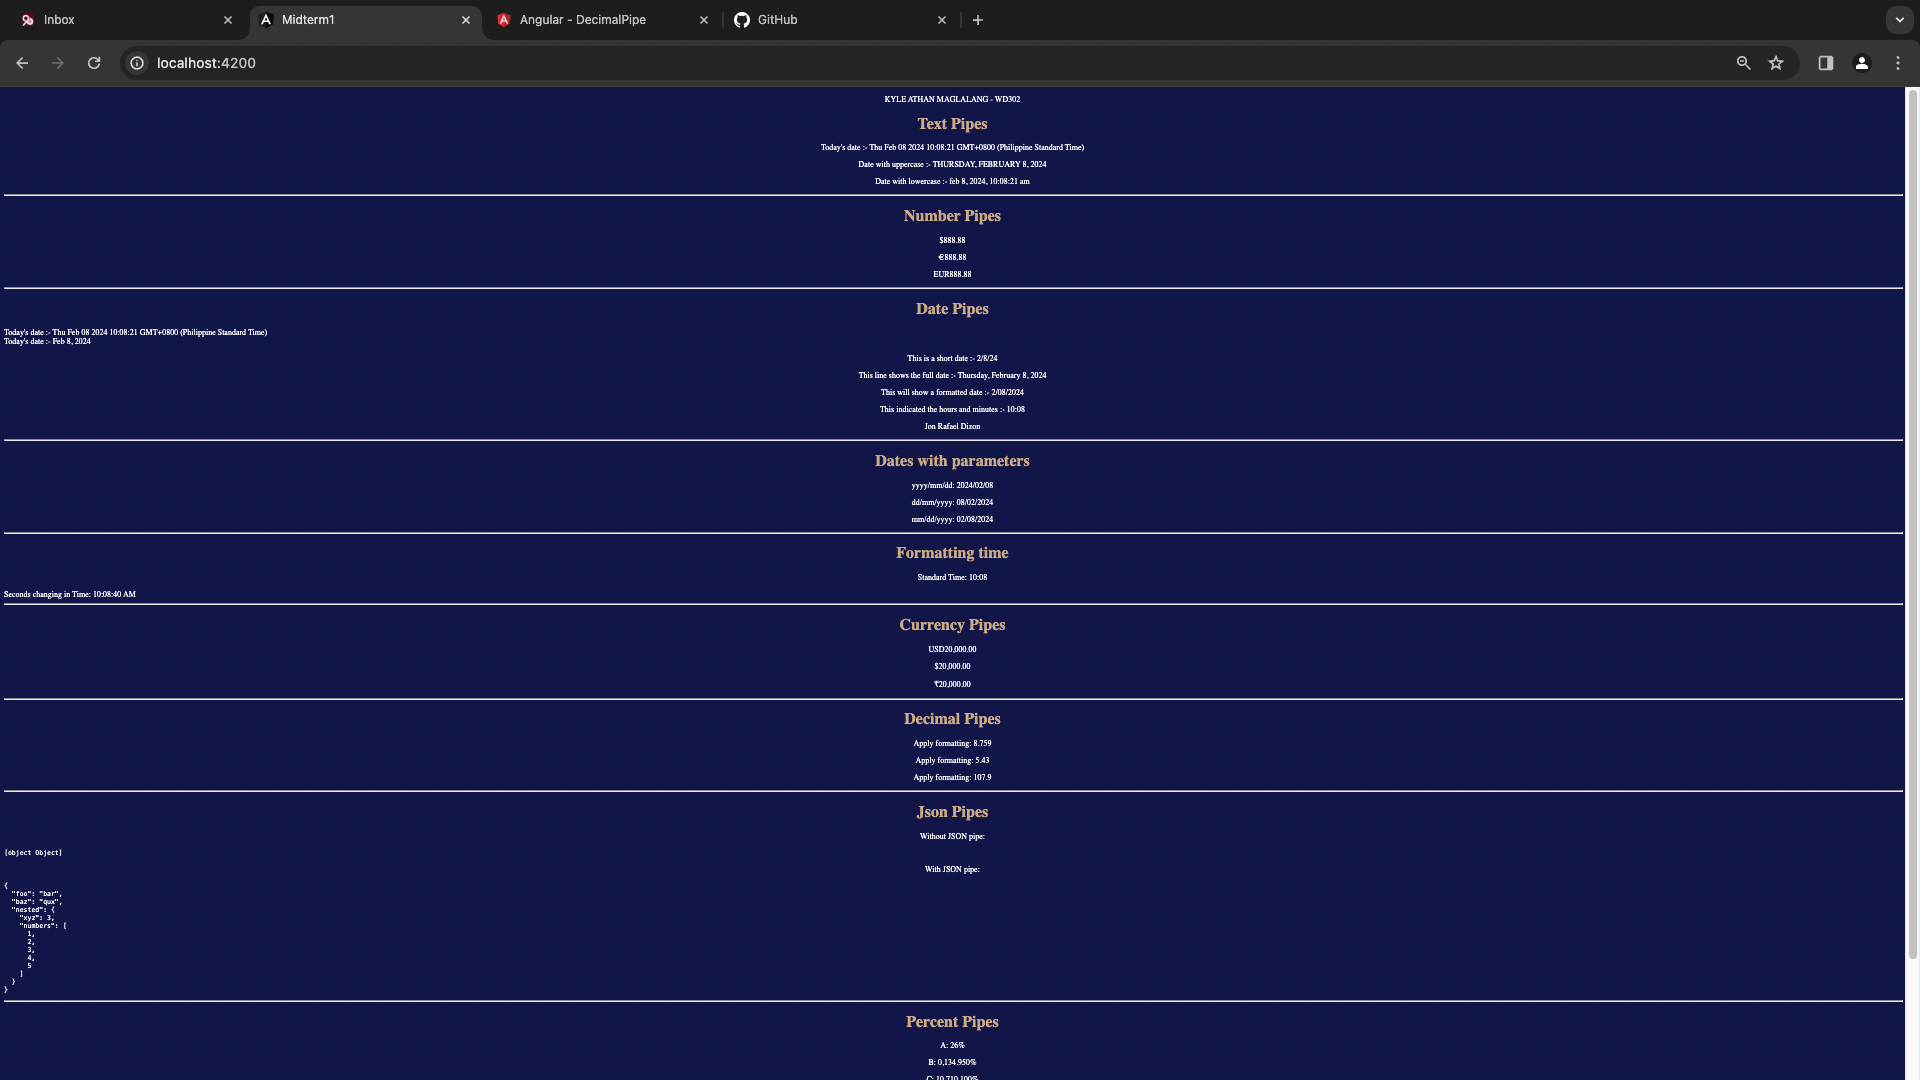 Inbox
Midterm1
Angular - DecimalPipe
GitHub
localhost:4200
KYLE ATHAN MAGLALANG - WD302
Text Pipes
Today's date :- Thu Feb 08 2024 10:08:21 GMT+0800 (Philippine Standard Time)
Date with uppercase :- THURSDAY, FEBRUARY 8, 2024
Date with lowercase :- feb 8, 2024, 10:08:21 am
Number Pipes
$888.88
€888.88
EUR888.88
Date Pipes
Today's date :- Thu Feb 08 2024 10:08:21 GMT+0800 (Philippine Standard Time)
Today's date :- Feb 8, 2024
This is a short date :- 2/8/24
This line shows the full date :- Thursday, February 8, 2024
This will show a formatted date :- 2/08/2024
This indicated the hours and minutes :- 10:08
Jon Rafael Dizon
Dates with parameters
yyyy/mm/dd: 2024/02/08
dd/mm/yyyy: 08/02/2024
mm/dd/yyyy: 02/08/2024
Formatting time
Standard Time: 10:08
Seconds changing in Time: 10:08:40 AM
Currency Pipes
USD20,000.00
$20,000.00
₹20,000.00
Decimal Pipes
Apply formatting: 8.759
Apply formatting: 5.43
Apply formatting: 107.9
Json Pipes
Without JSON pipe:
[object Object]
With JSON pipe:
{
"foo": "bar",
"baz": "qux",
"nested": {
"xyz": 3,
"numbers": [
1,
2,
3,
4,
5
]
}
}
Percent Pipes
A: 26%
B: 0,134.950%
C: 10,710.100%